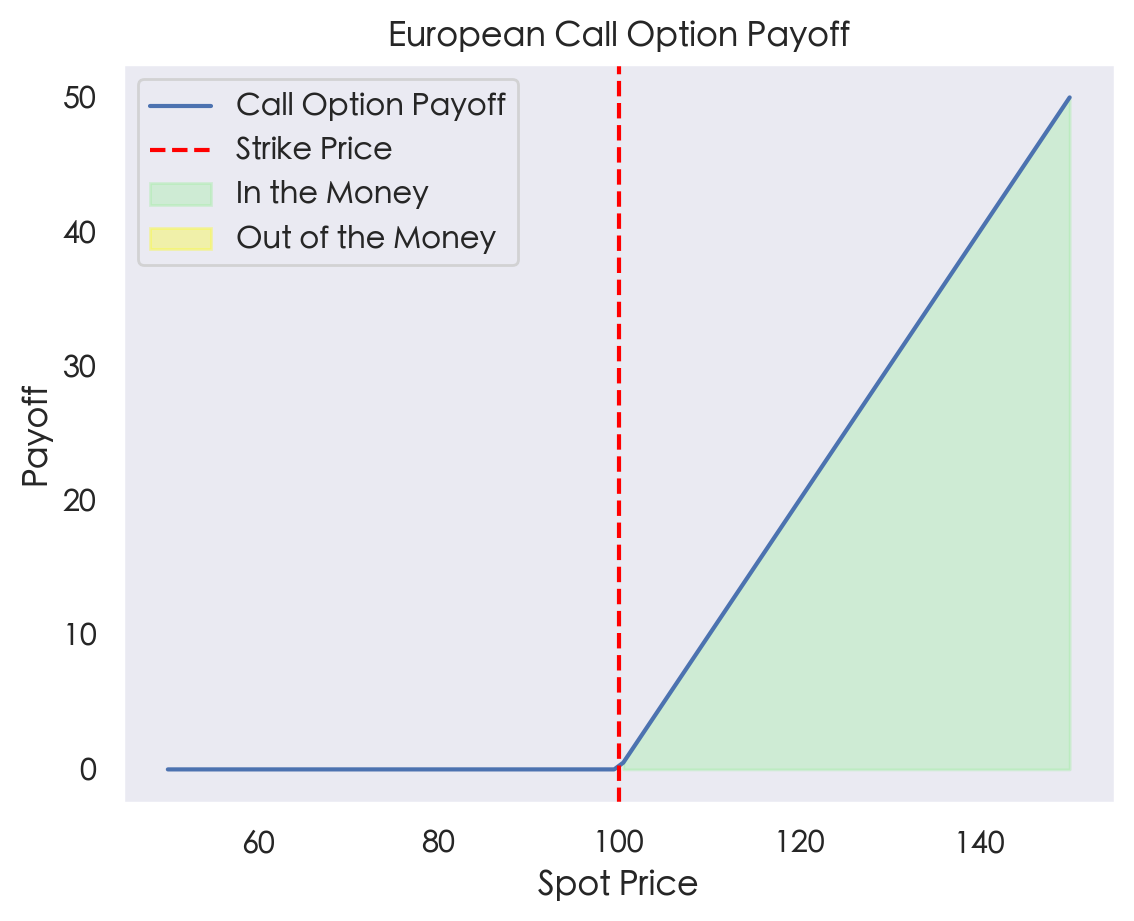 European Call Option Payoff
Call Option Payoff
Strike Price
In the Money
Out of the Money
50
40
30
20
10
0
Payoff
60 80 100 120 140
Spot Price